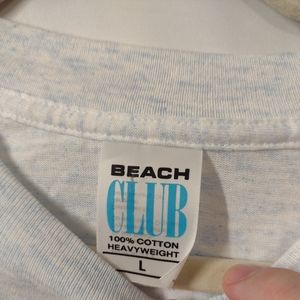 BEACH
CLUB
100% COTTON
HEAVYWEIGHT
L